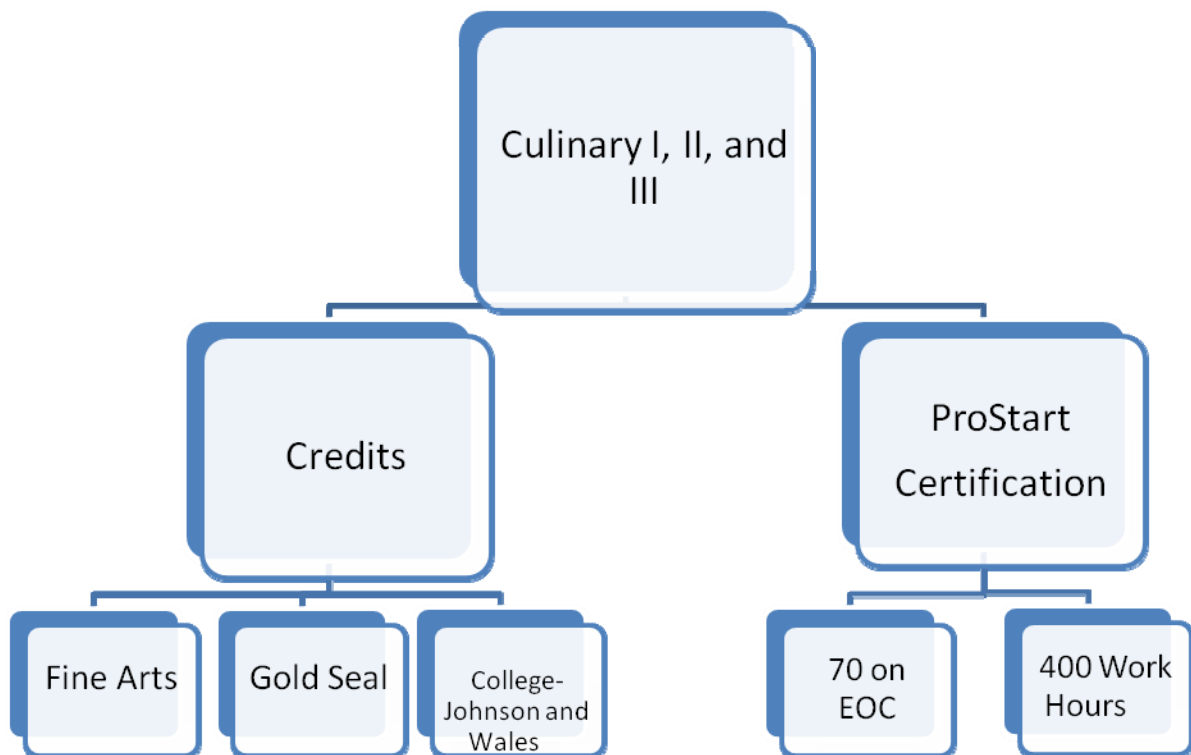 Culinary I, II, and
III
Credits
ProStart
Certification
Fine Arts
Gold Seal
College-
Johnson and
Wales
70 on
EOC
400 Work
Hours